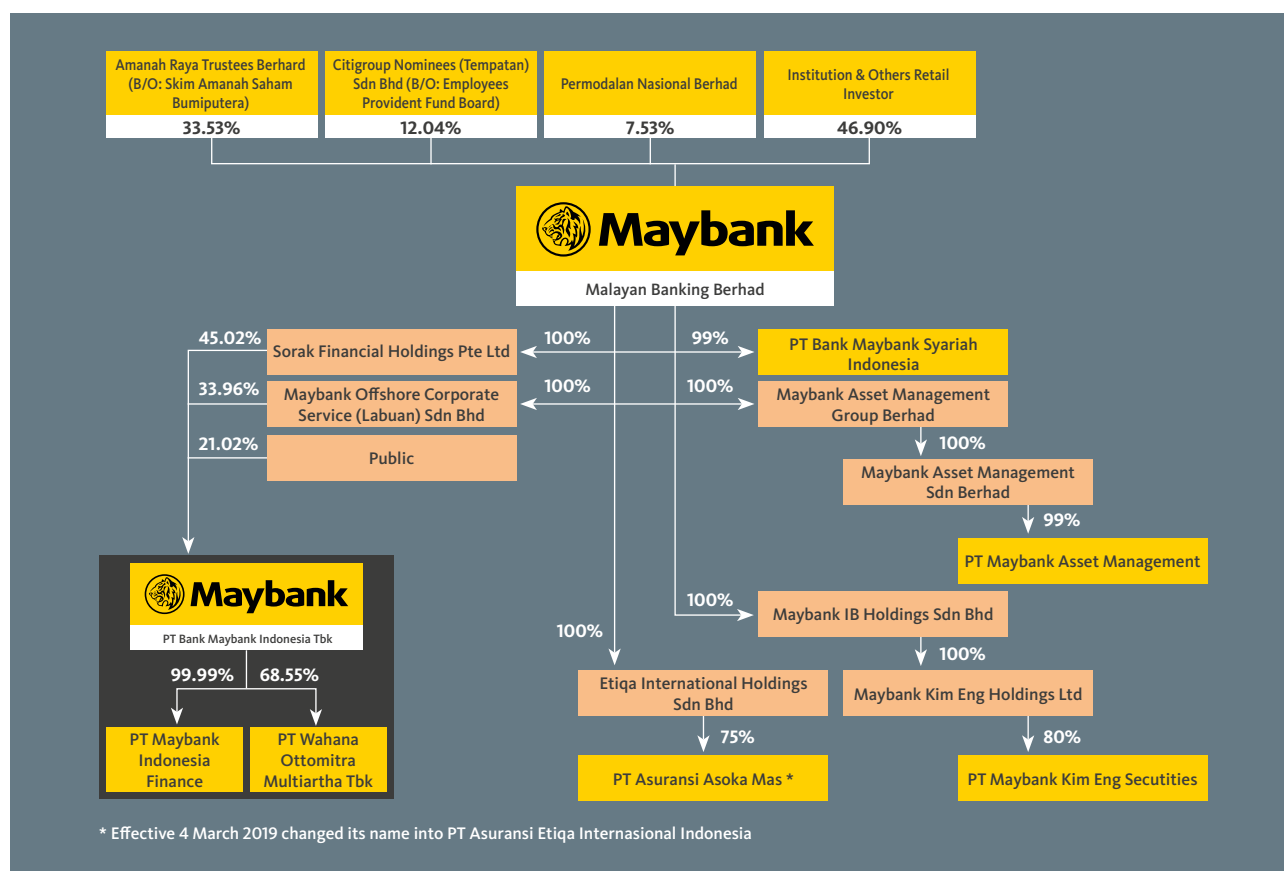 Amanah Raya Trustees Berhard
(B/O: Skim Amanah Saham
Bumiputera)
33.53%
Citigroup Nominees (Tempatan)
Sdn Bhd (B/O: Employees
Provident Fund Board)
12.04%
Permodalan Nasional Berhad
7.53%
Institution & Others Retail
Investor
46.90%
Maybank
Malayan Banking Berhad
45.02%
Sorak Financial Holdings Pte Ltd
100%
99%
PT Bank Maybank Syariah
Indonesia
33.96%
Maybank Offshore Corporate
Service (Labuan) Sdn Bhd
100%
100%
Maybank Asset Management
Group Berhad
21.02%
Public
100%
Maybank Asset Management
Sdn Berhad
99%
PT Maybank Asset Management
Maybank
PT Bank Maybank Indonesia Tbk
99.99%
68.55%
PT Maybank
Indonesia
Finance
PT Wahana
Ottomitra
Multiartha Tbk
100%
Maybank IB Holdings Sdn Bhd
100%
Etiqa International Holdings
Sdn Bhd
100%
Maybank Kim Eng Holdings Ltd
75%
PT Asuransi Asoka Mas *
80%
PT Maybank Kim Eng Secutities
* Effective 4 March 2019 changed its name into PT Asuransi Etiqa Internasional Indonesia